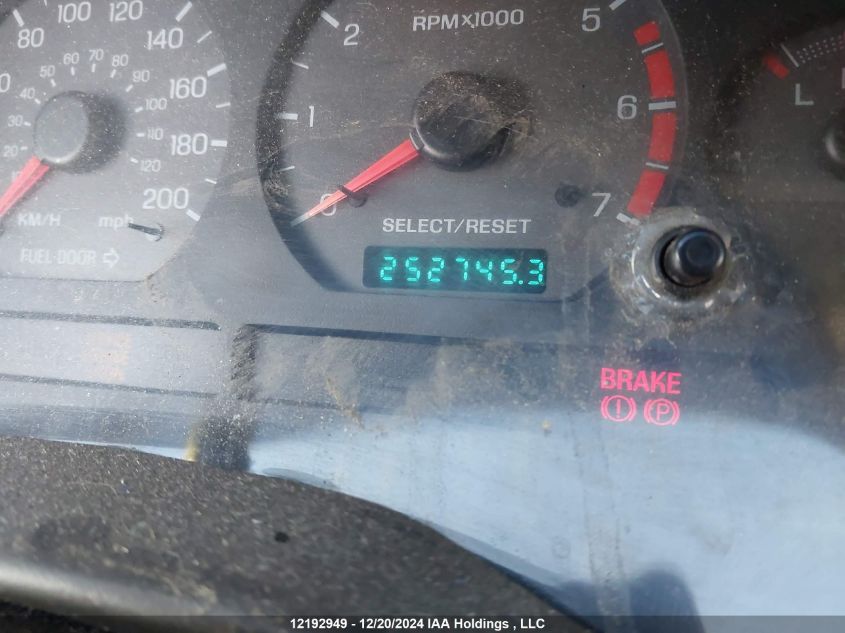 80 100 120 140 160 180 200
40 50 60 70 80 90 100 110 120
KM/H mph
FUEL DOOR
RPMX1000
0 1 2 5 6 7
SELECT/RESET
252745.3
L
BRAKE
(!) (P)
12192949 - 12/20/2024 IAA Holdings , LLC